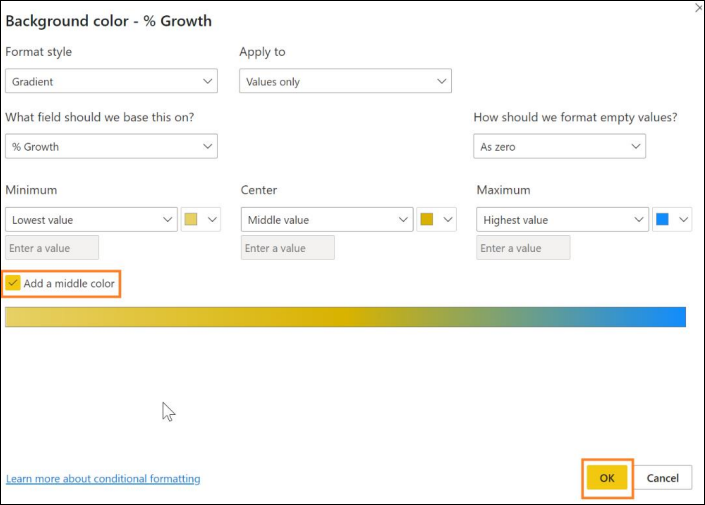 Background color - % Growth
Format style
Apply to
Gradient
Values only
What field should we base this on?
How should we format empty values?
% Growth
As zero
Minimum
Center
Maximum
Lowest value
Middle value
Highest value
Enter a value
Enter a value
Enter a value
Add a middle color
Learn more about conditional formatting
OK
Cancel